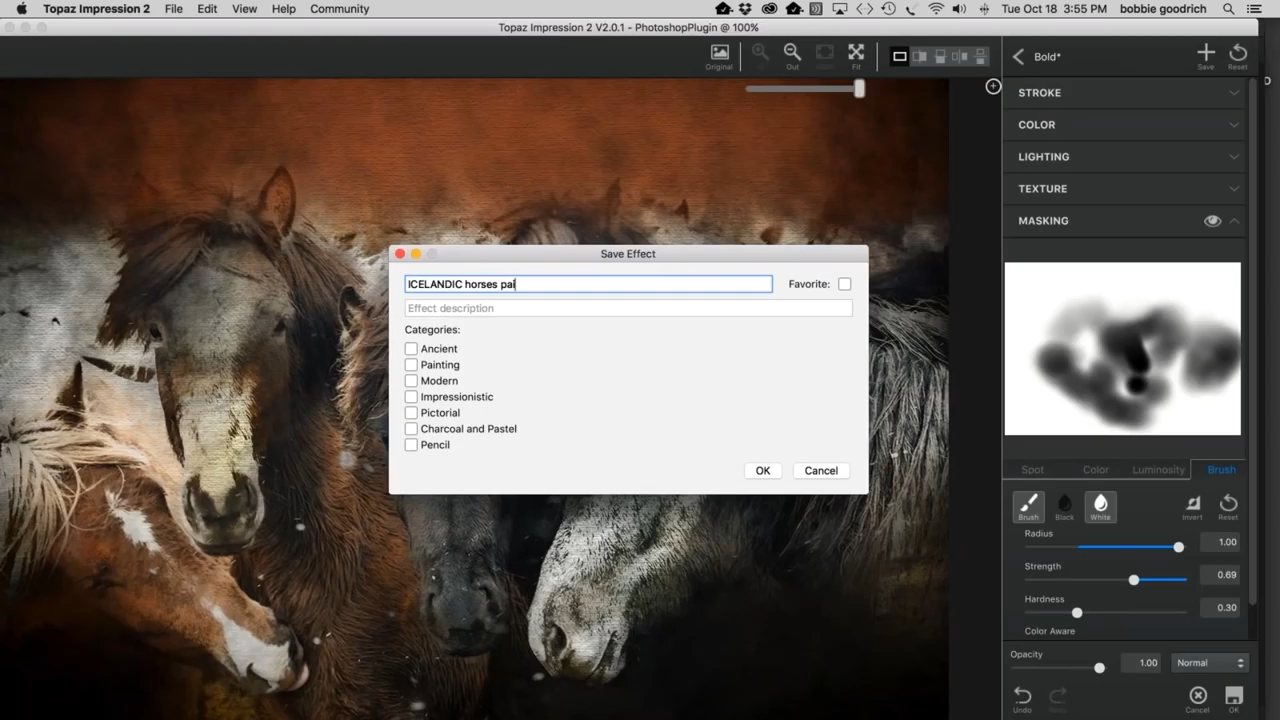 Topaz Impression 2 File Edit View Help Community Tue Oct 18 3:55 PM bobbie goodrich
Topaz Impression 2 V2.0.1 - PhotoshopPlugin @ 100%
Original Out Fit
Bold*
Save Reset
STROKE
COLOR
LIGHTING
TEXTURE
MASKING
Save Effect
ICELANDIC horses pai
Favorite:
Effect description
Categories:
Ancient
Painting
Modern
Impressionistic
Pictorial
Charcoal and Pastel
Pencil
OK Cancel
Spot Color Luminosity Brush
Brush Black White Invert Reset
Radius 1.00
Strength 0.69
Hardness 0.30
Color Aware
Opacity 1.00 Normal
Undo Cancel OK